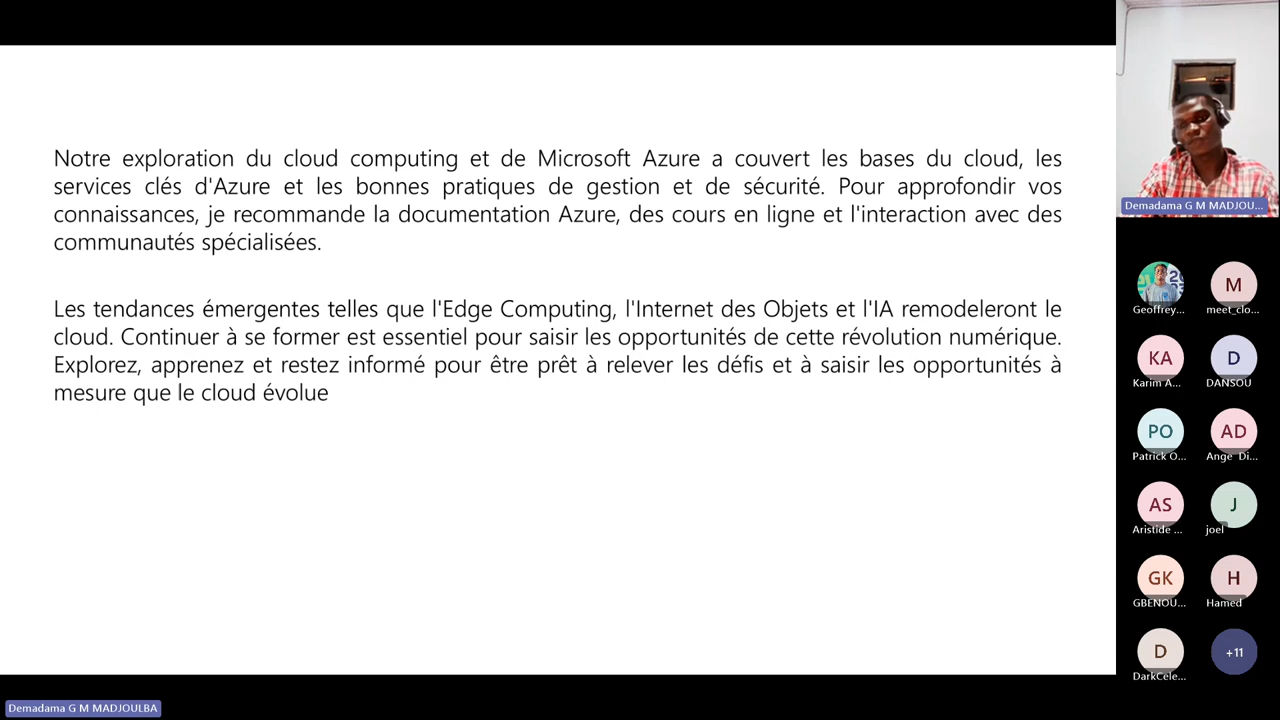 Notre exploration du cloud computing et de Microsoft Azure a couvert les bases du cloud, les
services clés d'Azure et les bonnes pratiques de gestion et de sécurité. Pour approfondir vos
connaissances, je recommande la documentation Azure, des cours en ligne et l'interaction avec des
communautés spécialisées.
Les tendances émergentes telles que l'Edge Computing, l'Internet des Objets et l'IA remodeleront le
cloud. Continuer à se former est essentiel pour saisir les opportunités de cette révolution numérique.
Explorez, apprenez et restez informé pour être prêt à relever les défis et à saisir les opportunités à
mesure que le cloud évolue
Demadama G M MADJOULBA
Demadama G M MADJOU...
M
Geoffrey... meet_clo...
KA D
Karim A... DANSOU
PO AD
Patrick O... Ange Di...
AS J
Aristide ... joel
GK H
GBENOU... Hamed
D +11
DarkCele...